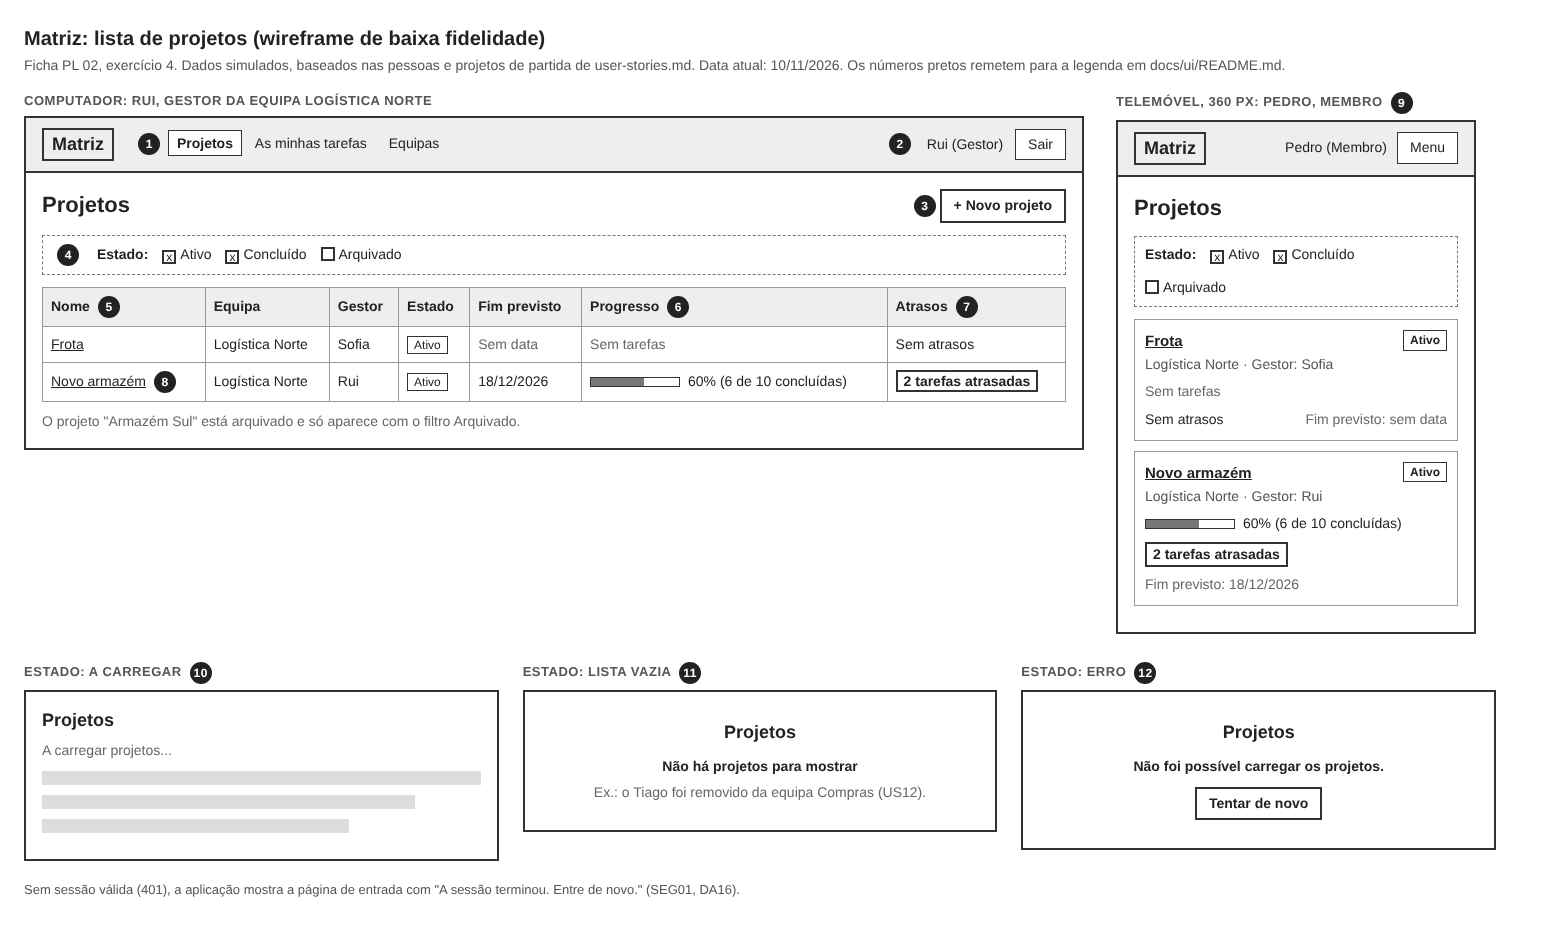 Matriz: lista de projetos (wireframe de baixa fidelidade)
Ficha PL 02, exercício 4. Dados simulados, baseados nas pessoas e projetos de partida de user-stories.md. Data atual: 10/11/2026. Os números pretos remetem para a legenda em docs/ui/README.md.
COMPUTADOR: RUI, GESTOR DA EQUIPA LOGÍSTICA NORTE
Matriz 1 Projetos As minhas tarefas Equipas 2 Rui (Gestor) Sair
Projetos 3 + Novo projeto
4 Estado: x Ativo x Concluído Arquivado
Nome 5 Equipa Gestor Estado Fim previsto Progresso 6 Atrasos 7
Frota Logística Norte Sofia Ativo Sem data Sem tarefas Sem atrasos
Novo armazém 8 Logística Norte Rui Ativo 18/12/2026 60% (6 de 10 concluídas) 2 tarefas atrasadas
O projeto "Armazém Sul" está arquivado e só aparece com o filtro Arquivado.
TELEMÓVEL, 360 PX: PEDRO, MEMBRO 9
Matriz Pedro (Membro) Menu
Projetos
Estado: x Ativo x Concluído
Arquivado
Frota Ativo
Logística Norte · Gestor: Sofia
Sem tarefas
Sem atrasos Fim previsto: sem data
Novo armazém Ativo
Logística Norte · Gestor: Rui
60% (6 de 10 concluídas)
2 tarefas atrasadas
Fim previsto: 18/12/2026
ESTADO: A CARREGAR 10
Projetos
A carregar projetos...
ESTADO: LISTA VAZIA 11
Projetos
Não há projetos para mostrar
Ex.: o Tiago foi removido da equipa Compras (US12).
ESTADO: ERRO 12
Projetos
Não foi possível carregar os projetos.
Tentar de novo
Sem sessão válida (401), a aplicação mostra a página de entrada com "A sessão terminou. Entre de novo." (SEG01, DA16).